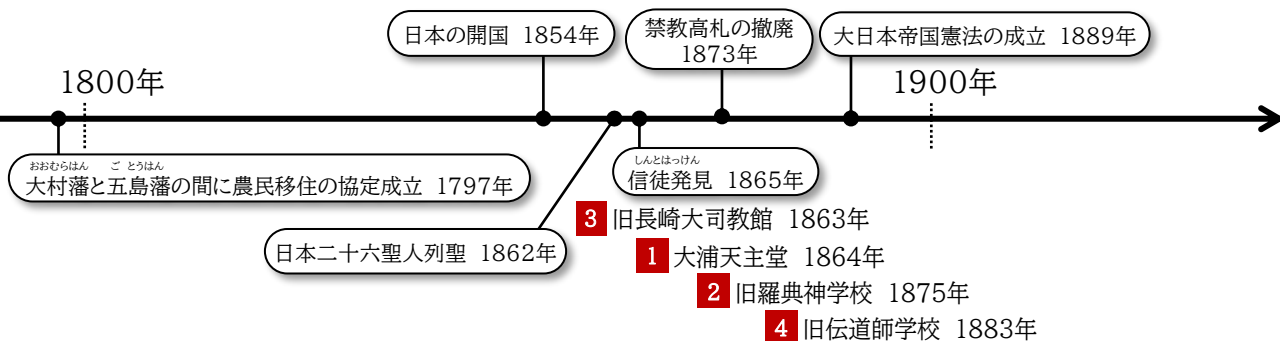 日本の開国 1854年
禁教高札の撤廃
1873年
大日本帝国憲法の成立 1889年
1800年
1900年
おおむらはん ご とうはん
大村藩と五島藩の間に農民移住の協定成立 1797年
しんとはっけん
信徒発見 1865年
日本二十六聖人列聖 1862年
3 旧長崎大司教館 1863年
1 大浦天主堂 1864年
2 旧羅典神学校 1875年
4 旧伝道師学校 1883年